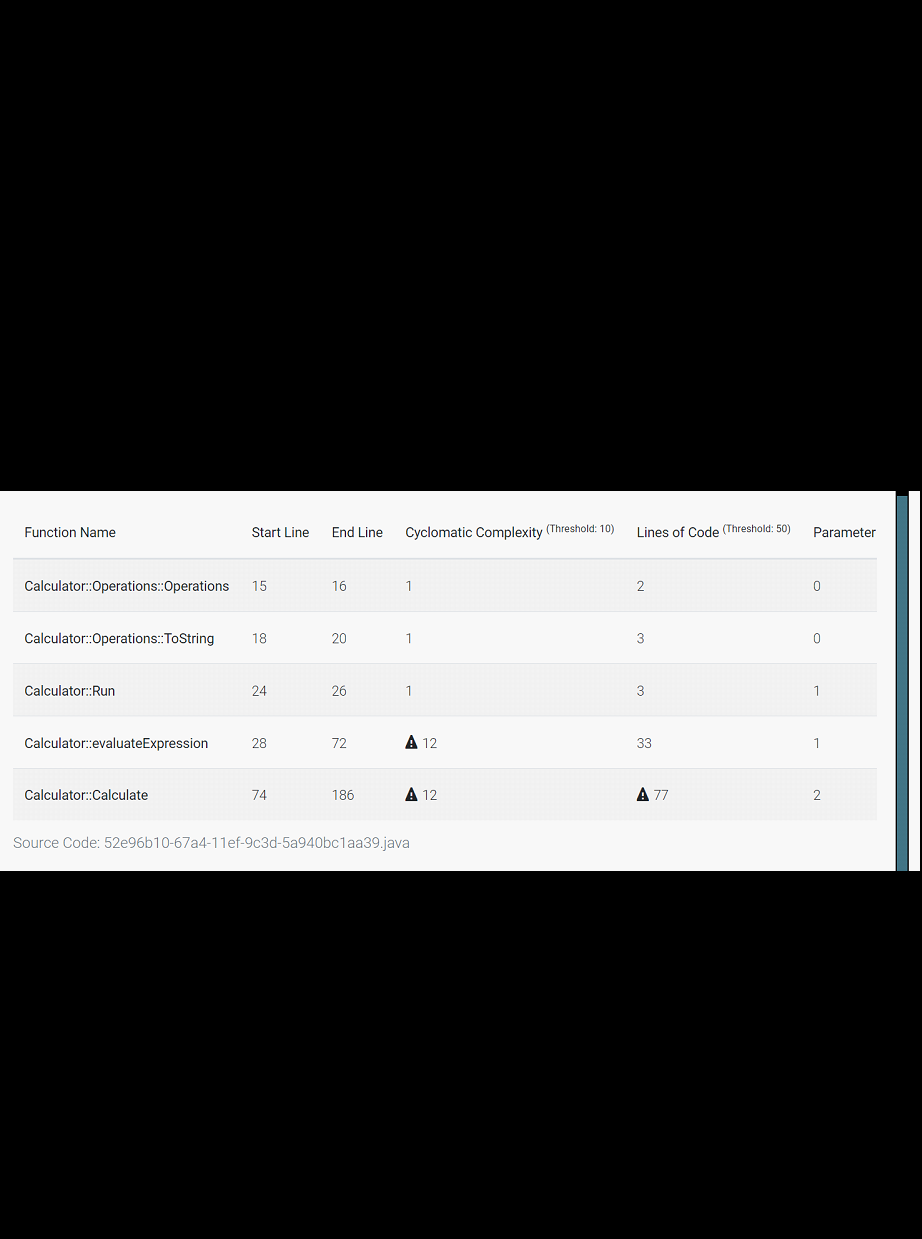 Function Name Start Line End Line Cyclomatic Complexity (Threshold: 10) Lines of Code (Threshold: 50) Parameter
Calculator::Operations::Operations 15 16 1 2 0
Calculator::Operations::ToString 18 20 1 3 0
Calculator::Run 24 26 1 3 1
Calculator::evaluateExpression 28 72 12 33 1
Calculator::Calculate 74 186 12 77 2
Source Code: 52e96b10-67a4-11ef-9c3d-5a940bc1aa39.java